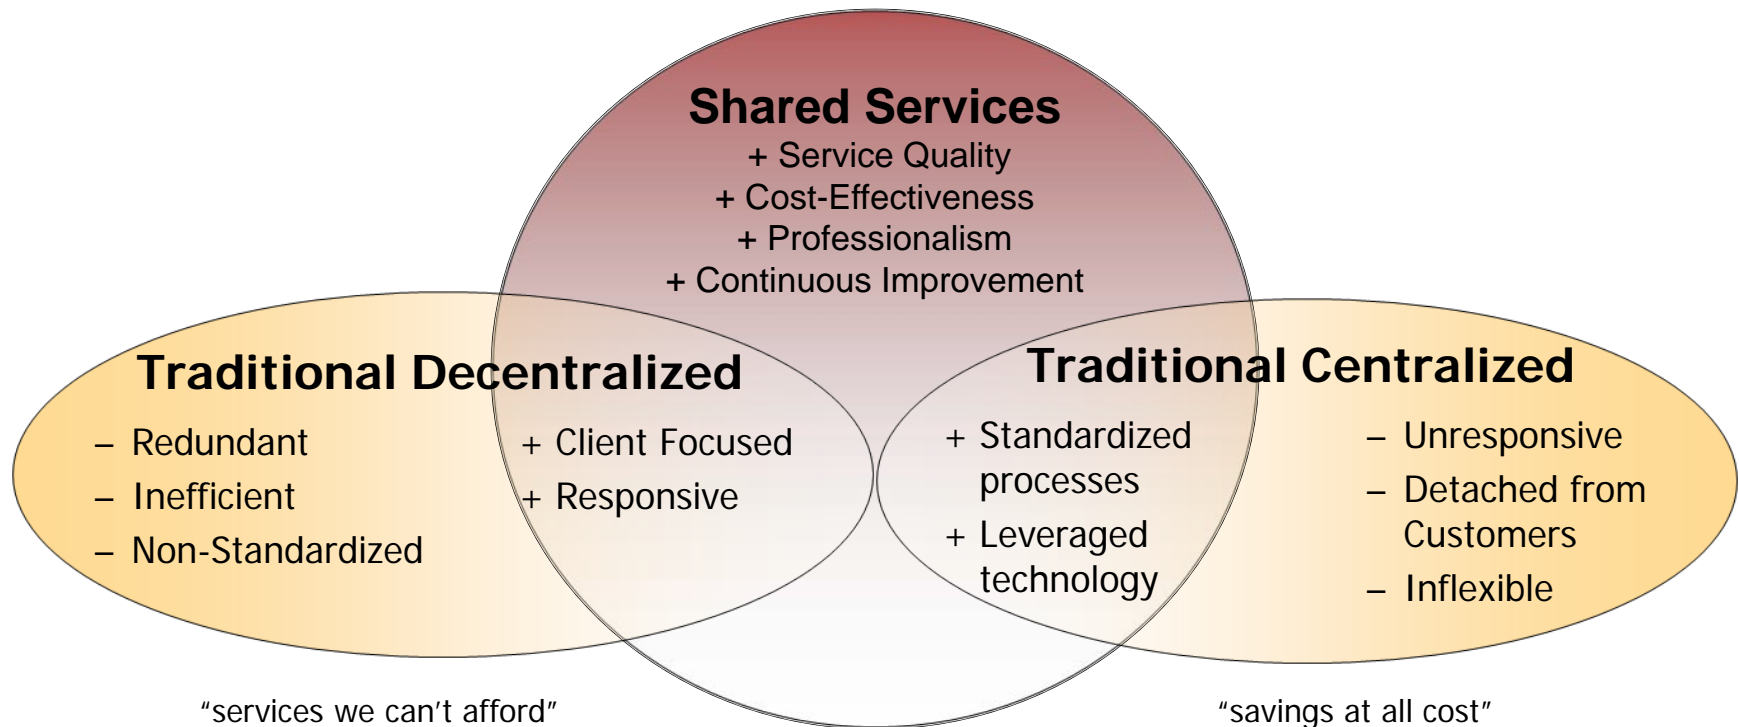 Shared Services
+ Service Quality
+ Cost-Effectiveness
+ Professionalism
+ Continuous Improvement
Traditional Decentralized
– Redundant
– Inefficient
– Non-Standardized
+ Client Focused
+ Responsive
"services we can't afford"
Traditional Centralized
+ Standardized
processes
+ Leveraged
technology
– Unresponsive
– Detached from
Customers
– Inflexible
"savings at all cost"